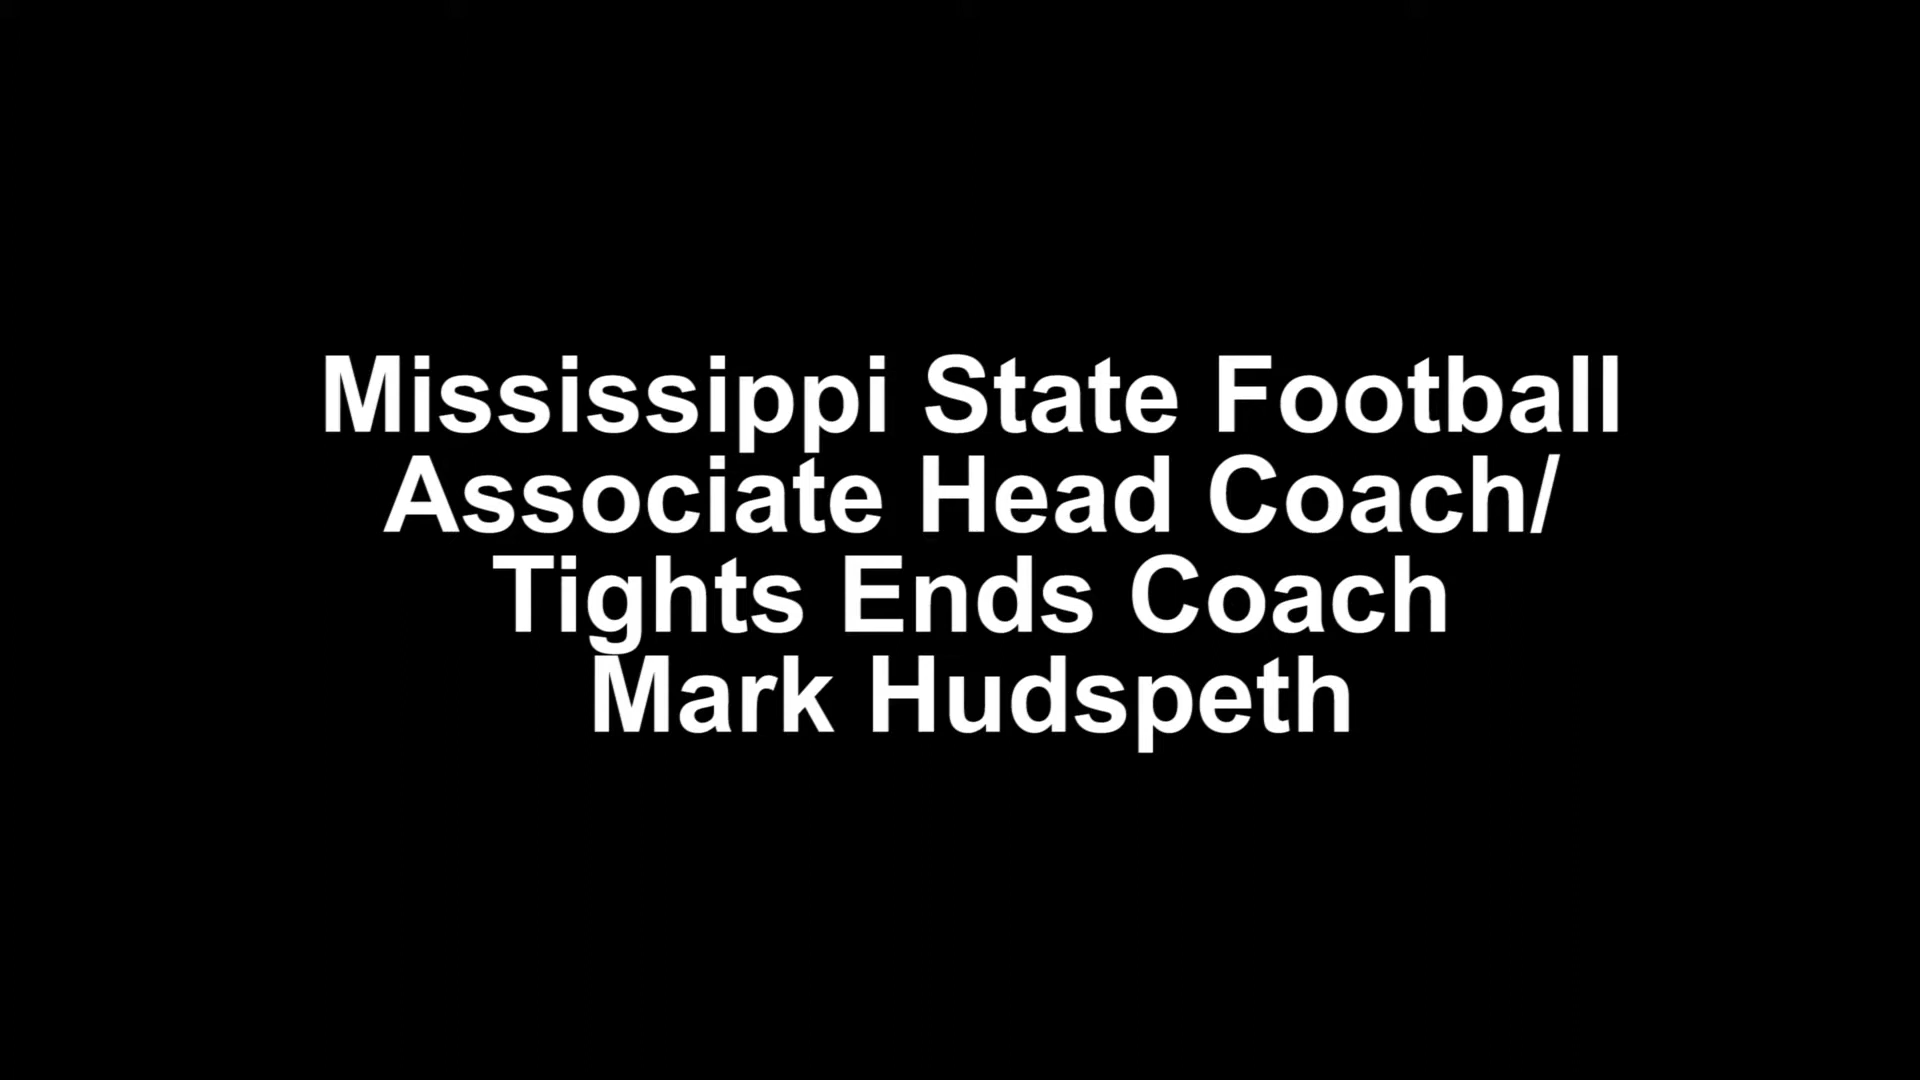 Mississippi State Football
Associate Head Coach/
Tights Ends Coach
Mark Hudspeth